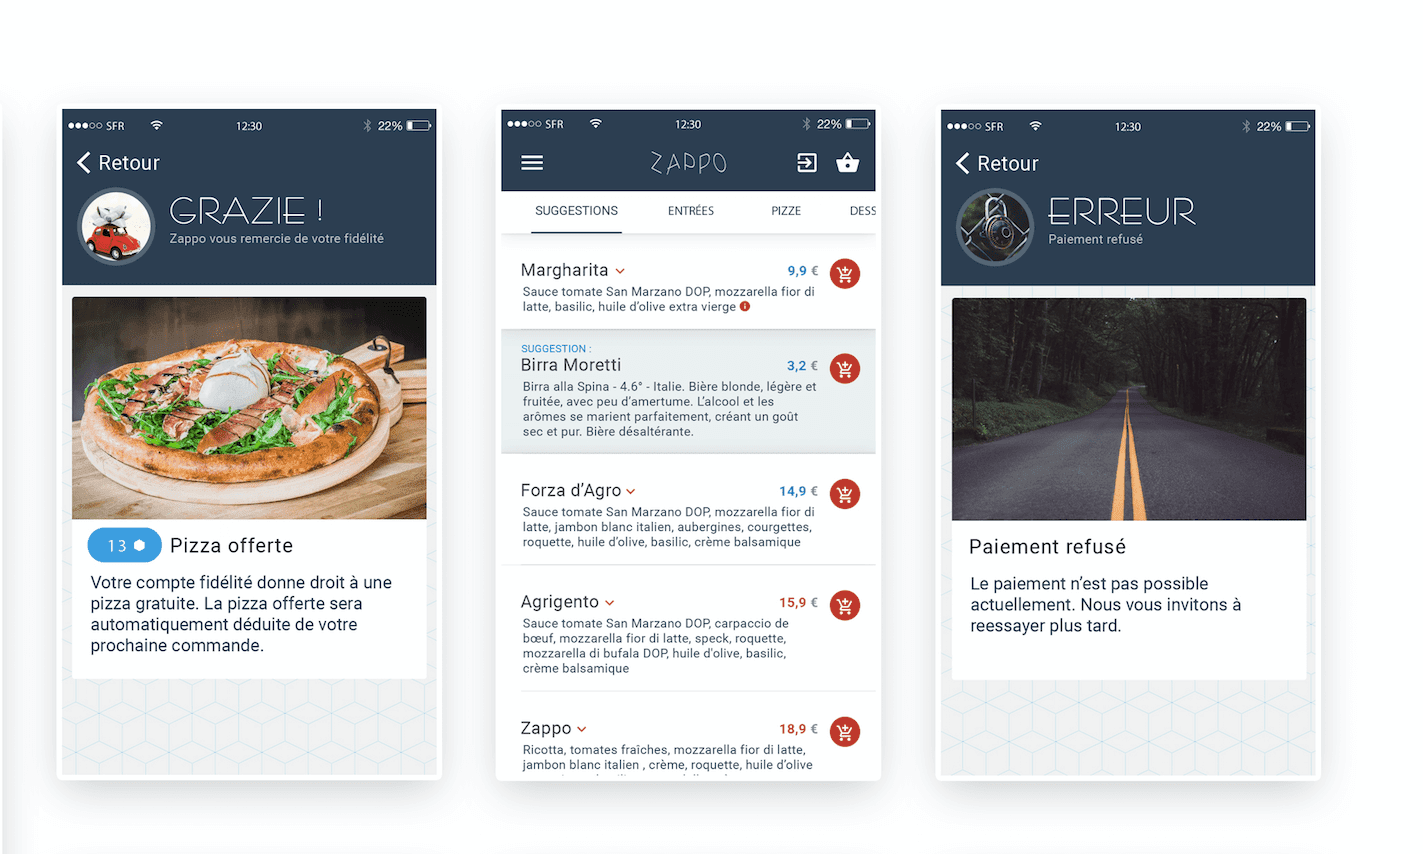 SFR
12:30
22%
Retour
GRAZIE !
Zappo vous remercie de votre fidélité
13
Pizza offerte
Votre compte fidélité donne droit à une
pizza gratuite. La pizza offerte sera
automatiquement déduite de votre
prochaine commande.
SFR
12:30
22%
ZAPPO
SUGGESTIONS
ENTRÉES
PIZZE
DESS
Margharita
9,9 €
Sauce tomate San Marzano DOP, mozzarella fior di
latte, basilic, huile d’olive extra vierge
SUGGESTION :
Birra Moretti
3,2 €
Birra alla Spina - 4.6° - Italie. Bière blonde, légère et
fruitée, avec peu d’amertume. L’alcool et les
arômes se marient parfaitement, créant un goût
sec et pur. Bière désaltérante.
Forza d’Agro
14,9 €
Sauce tomate San Marzano DOP, mozzarella fior di
latte, jambon blanc italien, aubergines, courgettes,
roquette, huile d’olive, basilic, crème balsamique
Agrigento
15,9 €
Sauce tomate San Marzano DOP, carpaccio de
bœuf, mozzarella fior di latte, speck, roquette,
mozzarella di bufala DOP, huile d'olive, basilic,
crème balsamique
Zappo
18,9 €
Ricotta, tomates fraîches, mozzarella fior di latte,
jambon blanc italien , crème, roquette, huile d’olive
SFR
12:30
22%
Retour
ERREUR
Paiement refusé
Paiement refusé
Le paiement n’est pas possible
actuellement. Nous vous invitons à
reessayer plus tard.